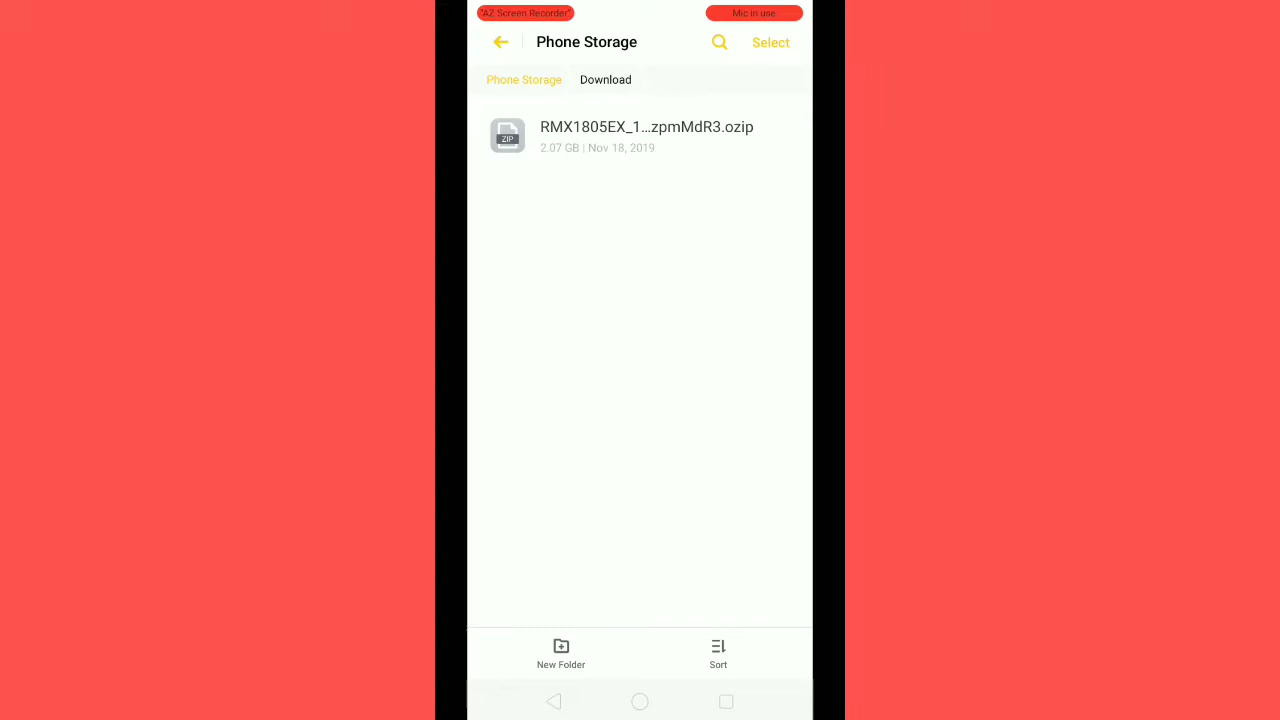 "AZ Screen Recorder" Mic in use
Phone Storage Select
Phone Storage Download
RMX1805EX_1...zpmMdR3.ozip
ZIP
2.07 GB | Nov 18, 2019
New Folder Sort